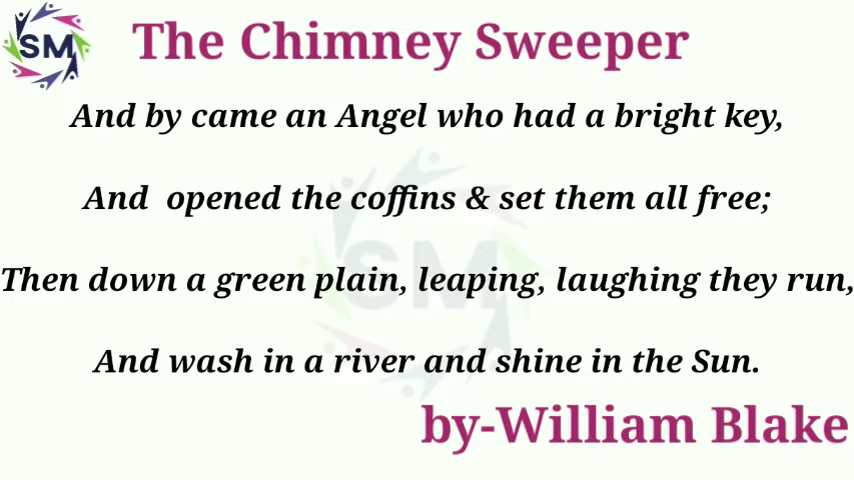 SM
The Chimney Sweeper
And by came an Angel who had a bright key,
And opened the coffins & set them all free;
SM
Then down a green plain, leaping, laughing they run,
And wash in a river and shine in the Sun.
by-William Blake